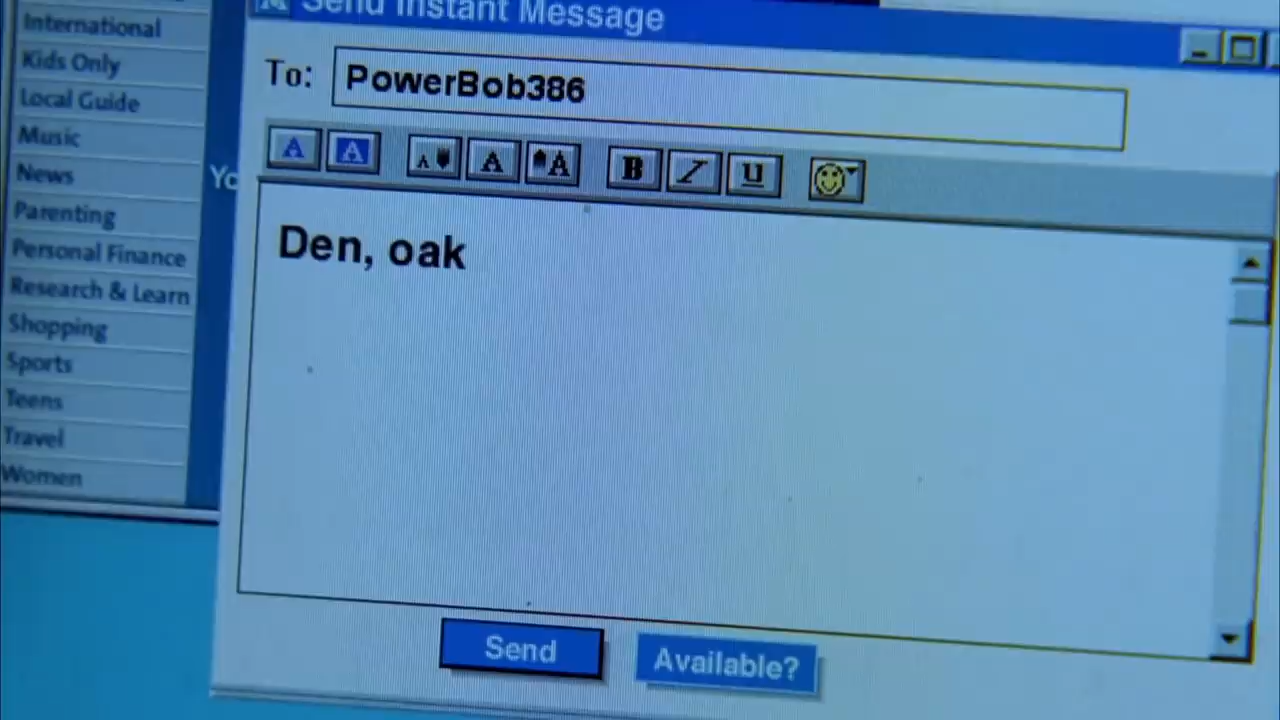 International
Kids Only
Local Guide
Music
News
Parenting
Personal Finance
Research & Learn
Shopping
Sports
Teens
Travel
Women
Send Instant Message
To: PowerBob386
A A A A A B I U
Den, oak
Send
Available?